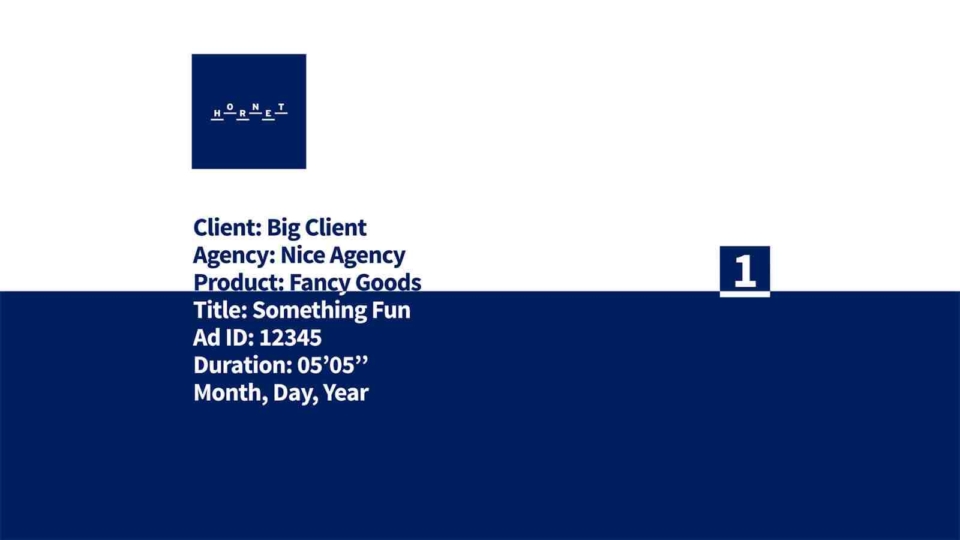 HORNET
Client: Big Client
Agency: Nice Agency
Product: Fancy Goods
1
Title: Something Fun
Ad ID: 12345
Duration: 05’05’’
Month, Day, Year